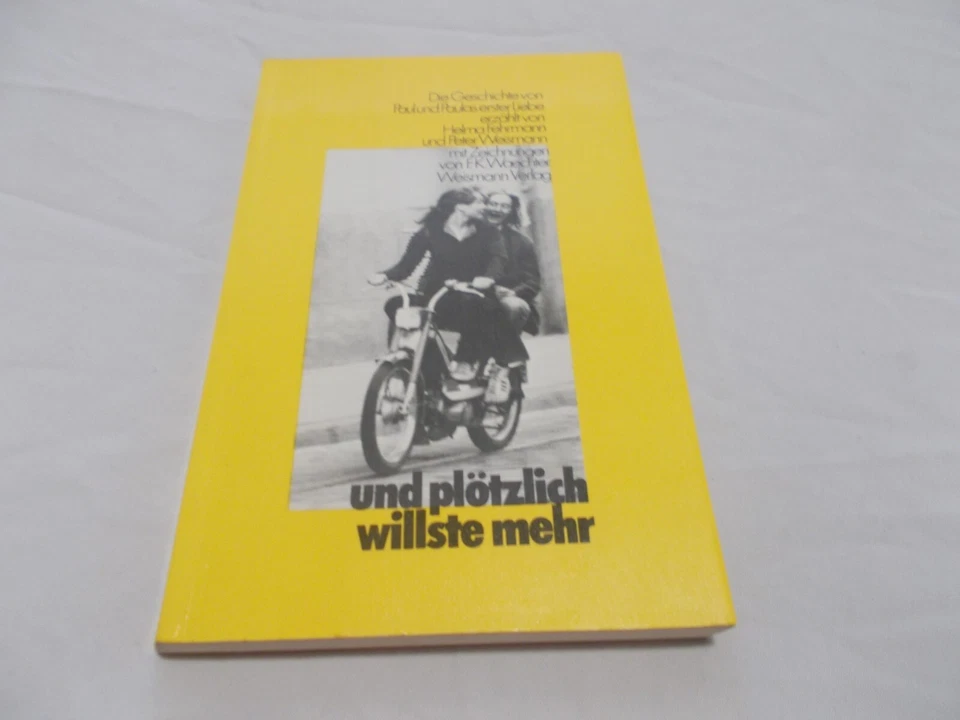 Die Geschichte von
Paul und Paulas erster Liebe
erzählt von
Helma Fehrmann
und Peter Weismann
mit Zeichnungen
von F.K. Waechter
Weismann Verlag
und plötzlich
willste mehr